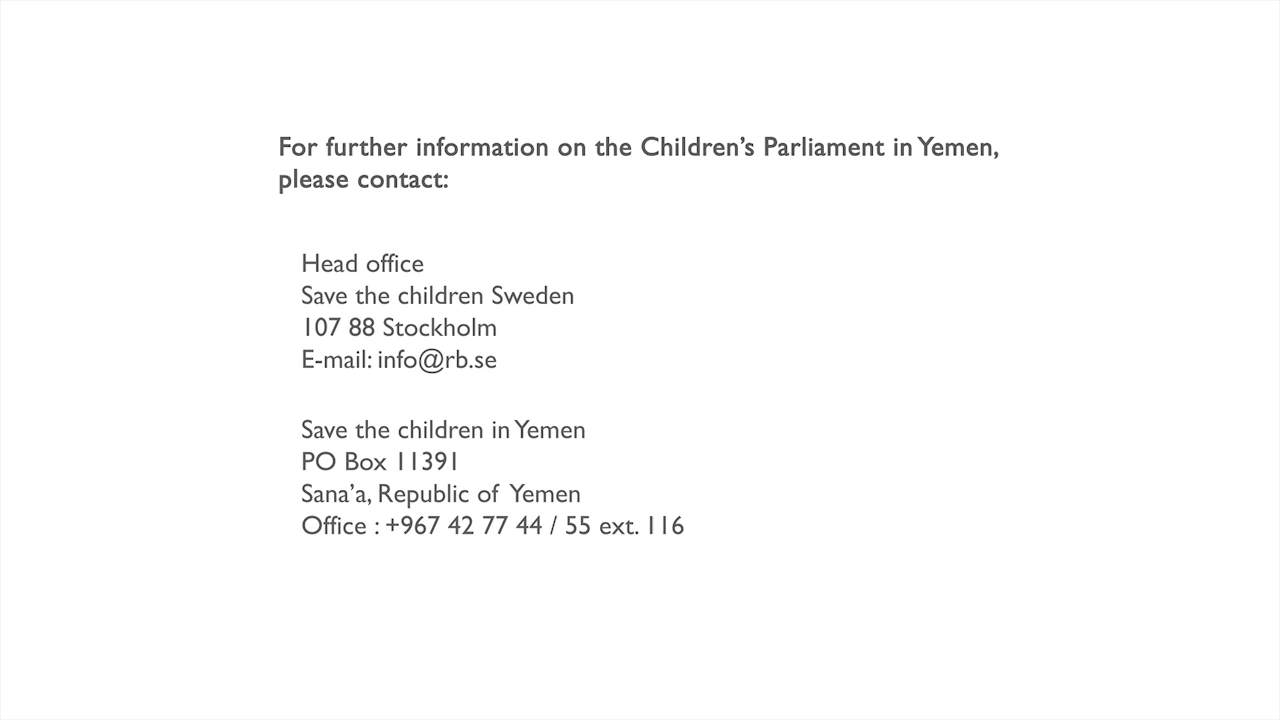 For further information on the Children’s Parliament in Yemen,
please contact:
Head office
Save the children Sweden
107 88 Stockholm
E-mail: info@rb.se
Save the children in Yemen
PO Box 11391
Sana’a, Republic of Yemen
Office : +967 42 77 44 / 55 ext. 116